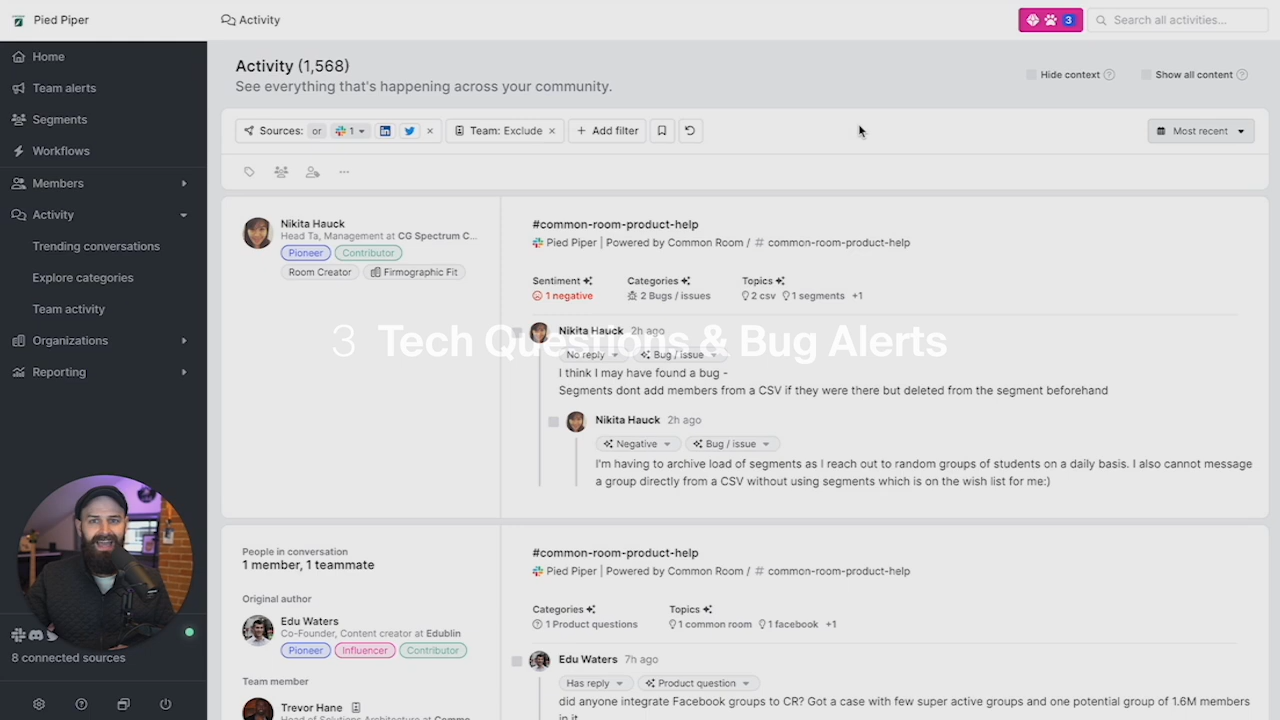 Pied Piper
Activity
3
Search all activities...
Home
Team alerts
Segments
Workflows
Members
Activity
Trending conversations
Explore categories
Team activity
Organizations
Reporting
8 connected sources
Activity (1,568)
See everything that's happening across your community.
Hide context
Show all content
Sources: or 1
Team: Exclude
Add filter
Most recent
Nikita Hauck
Head Ta, Management at CG Spectrum C...
Pioneer Contributor
Room Creator Firmographic Fit
#common-room-product-help
Pied Piper | Powered by Common Room / # common-room-product-help
Sentiment Categories Topics
1 negative 2 Bugs / issues 2 csv 1 segments +1
3 Tech Questions & Bug Alerts
Nikita Hauck 2h ago
No reply Bug / issue
I think I may have found a bug -
Segments dont add members from a CSV if they were there but deleted from the segment beforehand
Nikita Hauck 2h ago
Negative Bug / issue
I'm having to archive load of segments as I reach out to random groups of students on a daily basis. I also cannot message
a group directly from a CSV without using segments which is on the wish list for me:)
People in conversation
1 member, 1 teammate
Original author
Edu Waters
Co-Founder, Content creator at Edublin
Pioneer Influencer Contributor
Team member
Trevor Hane
Head of Solutions Architecture at Commo
#common-room-product-help
Pied Piper | Powered by Common Room / # common-room-product-help
Categories Topics
1 Product questions 1 common room 1 facebook +1
Edu Waters 7h ago
Has reply Product question
did anyone integrate Facebook groups to CR? Got a case with few super active groups and one potential group of 1.6M members
in it